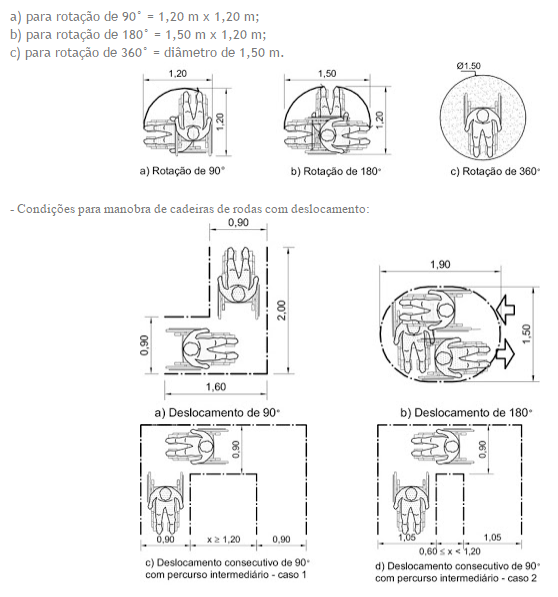 a) para rotação de 90° = 1,20 m x 1,20 m;
b) para rotação de 180° = 1,50 m x 1,20 m;
c) para rotação de 360° = diâmetro de 1,50 m.
1,20
1,20
a) Rotação de 90°
1,50
1,20
b) Rotação de 180°
Ø1.50
c) Rotação de 360°
- Condições para manobra de cadeiras de rodas com deslocamento:
0,90
2,00
0,90
1,60
a) Deslocamento de 90°
1,90
1,50
b) Deslocamento de 180°
0,90
0,90
x ≥ 1,20
0,90
c) Deslocamento consecutivo de 90°
com percurso intermediário - caso 1
0,90
1,05
1,05
0,60 ≤ x < 1,20
d) Deslocamento consecutivo de 90°
com percurso intermediário - caso 2